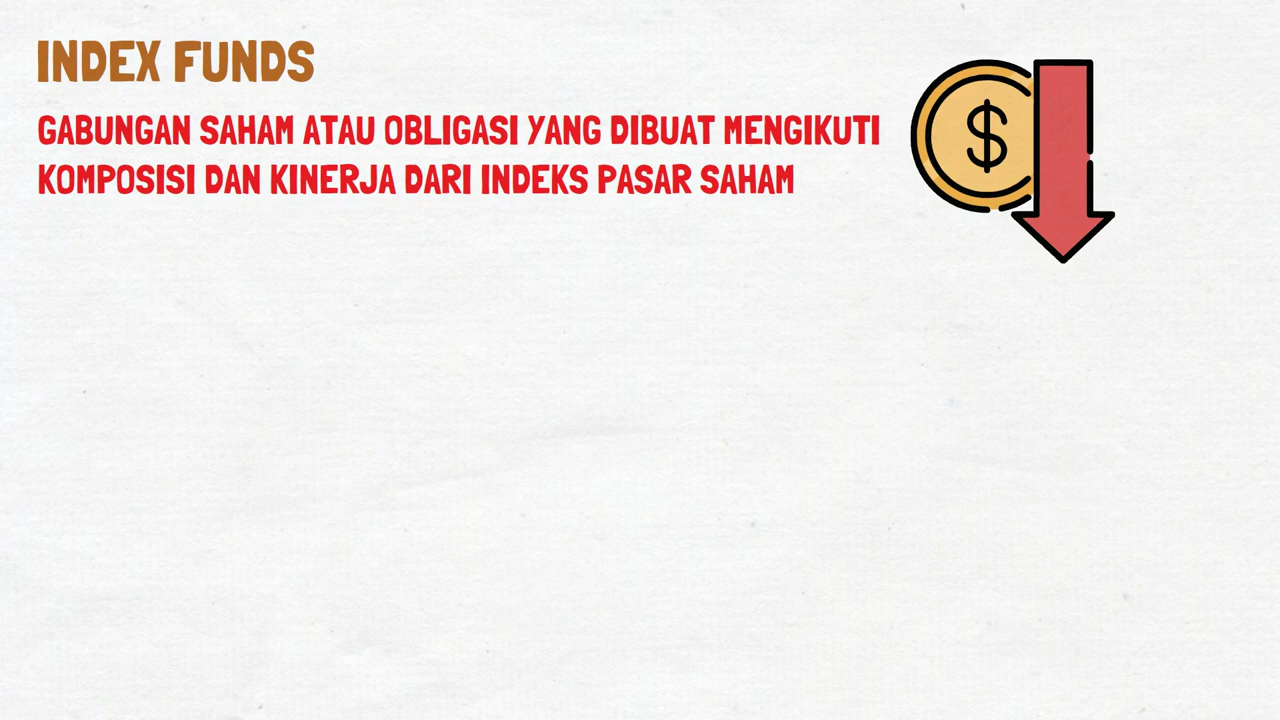 INDEX FUNDS
GABUNGAN SAHAM ATAU OBLIGASI YANG DIBUAT MENGIKUTI
KOMPOSISI DAN KINERJA DARI INDEKS PASAR SAHAM
$